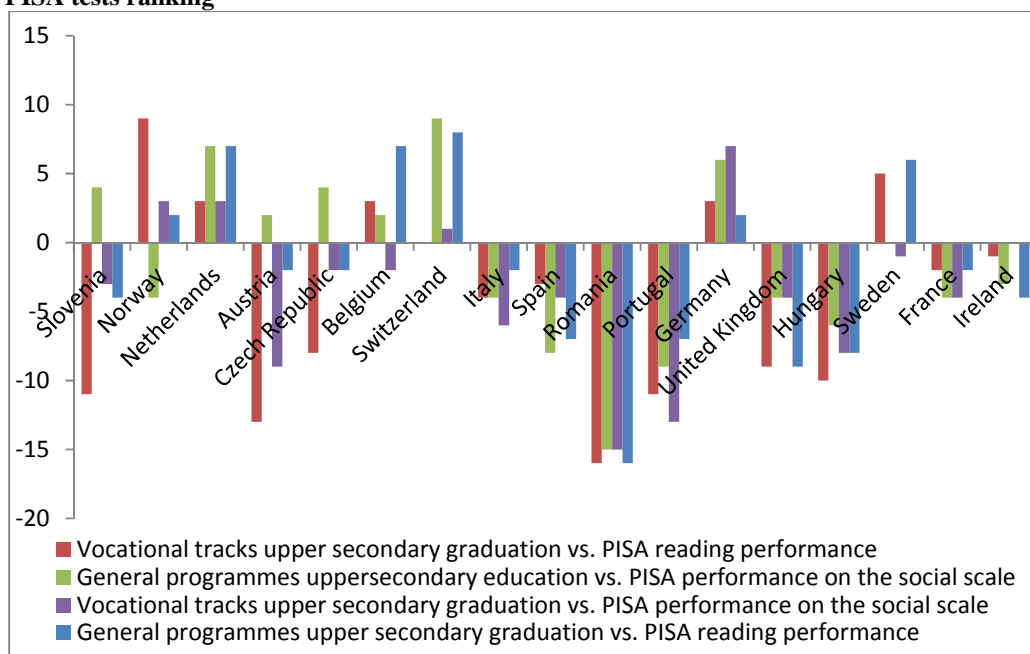 PISA tests ranking
15
10
5
0
-5
-10
-15
-20
Slovenia
Norway
Netherlands
Austria
Czech Republic
Belgium
Switzerland
Italy
Spain
Romania
Portugal
Germany
United Kingdom
Hungary
Sweden
France
Ireland
Vocational tracks upper secondary graduation vs. PISA reading performance
General programmes uppersecondary education vs. PISA performance on the social scale
Vocational tracks upper secondary graduation vs. PISA performance on the social scale
General programmes upper secondary graduation vs. PISA reading performance